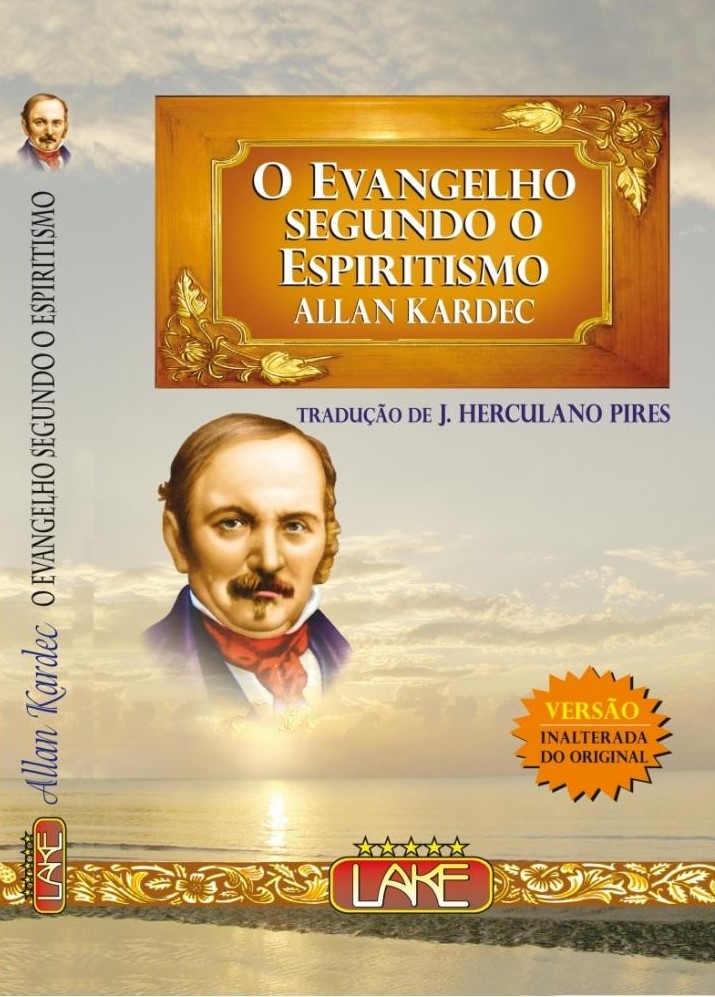 O EVANGELHO
SEGUNDO O
ESPIRITISMO
ALLAN KARDEC
TRADUÇÃO DE J. HERCULANO PIRES
VERSÃO
INALTERADA
DO ORIGINAL
LAKE
Allan Kardec O EVANGELHO SEGUNDO O ESPIRITISMO
LAKE